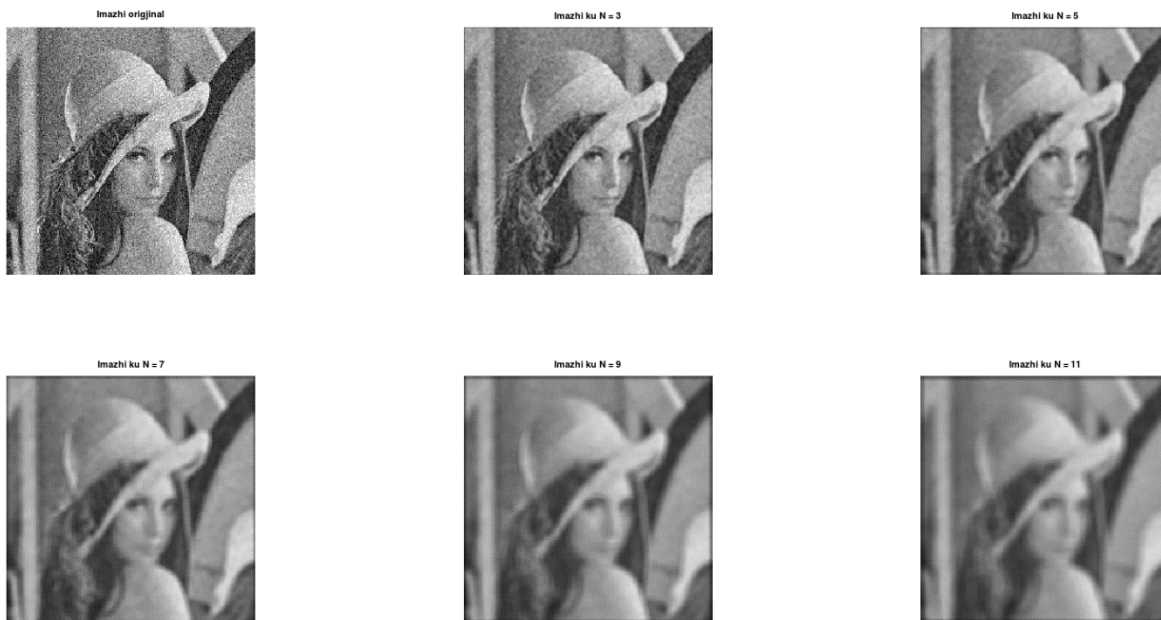 Imazhi origjinal
Imazhi ku N = 3
Imazhi ku N = 5
Imazhi ku N = 7
Imazhi ku N = 9
Imazhi ku N = 11